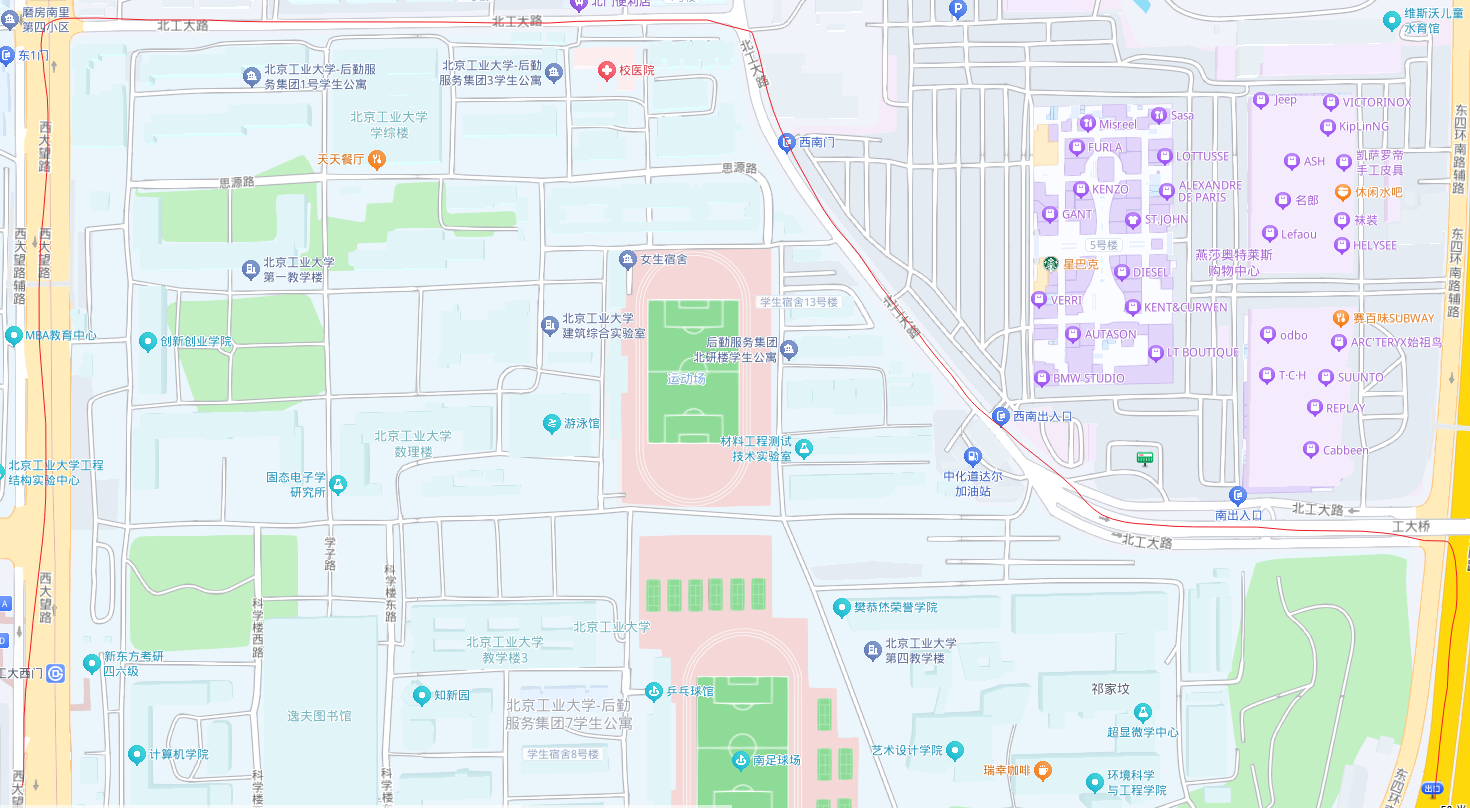 磨房南里
第四小区
北工大路
北工大路
北门便利店
P
维斯沃儿童
水育馆
东1门
北京工业大学-后勤服
务集团1号学生公寓
北京工业大学-后勤
服务集团3学生公寓
校医院
北工大路
北京工业大学
学综楼
天天餐厅
西大望路
思源路
思源路
西南门
Misreel
Sasa
FURLA
LOTTUSSE
KENZO
ALEXANDRE
DE PARIS
GANT
ST.JOHN
5号楼
星巴克
DIESEL
VERRI
KENT&CURWEN
AUTASON
LT BOUTIQUE
BMW STUDIO
燕莎奥特莱斯
购物中心
Jeep
VICTORINOX
KipLinNG
ASH
凯萨罗帝
手工皮具
休闲水吧
名郎
袜装
Lefaou
HELYSEE
东四环南路辅路
东四环南路辅路
赛百味SUBWAY
odbo
ARC'TERYX始祖鸟
T·C·H
SUUNTO
REPLAY
Cabbeen
西大望路辅路
西大望路
北京工业大学
第一教学楼
女生宿舍
MBA教育中心
创新创业学院
北京工业大学
建筑综合实验室
学生宿舍13号楼
后勤服务集团
北研楼学生公寓
运动场
北工大路
西南出入口
游泳馆
北京工业大学
数理楼
材料工程测试
技术实验室
北京工业大学工程
结构实验中心
固态电子学
研究所
中化道达尔
加油站
南出入口
北工大路
工大桥
北工大路
学子路
科学楼东路
西大望路
科学楼西路
A
D
工大西门
新东方考研
四六级
北京工业大学
教学楼3
北京工业大学
樊恭烋荣誉学院
北京工业大学
第四教学楼
祁家坟
知新园
乒乓球馆
逸夫图书馆
北京工业大学-后勤
服务集团7学生公寓
学生宿舍8号楼
计算机学院
南足球场
艺术设计学院
超显微学中心
瑞幸咖啡
环境科学
与工程学院
西大望
科学楼
科学楼
东四环
出口